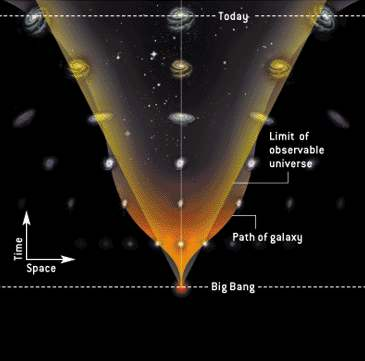 Today
Limit of
observable
universe
Path of galaxy
Time
Space
Big Bang